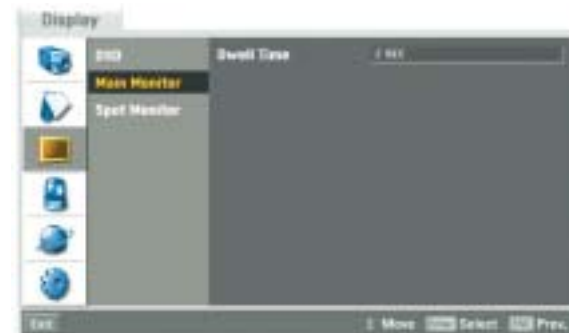 Display
OSD
Dwell Time
Main Monitor
Spot Monitor
Exit
Move Select Prev.